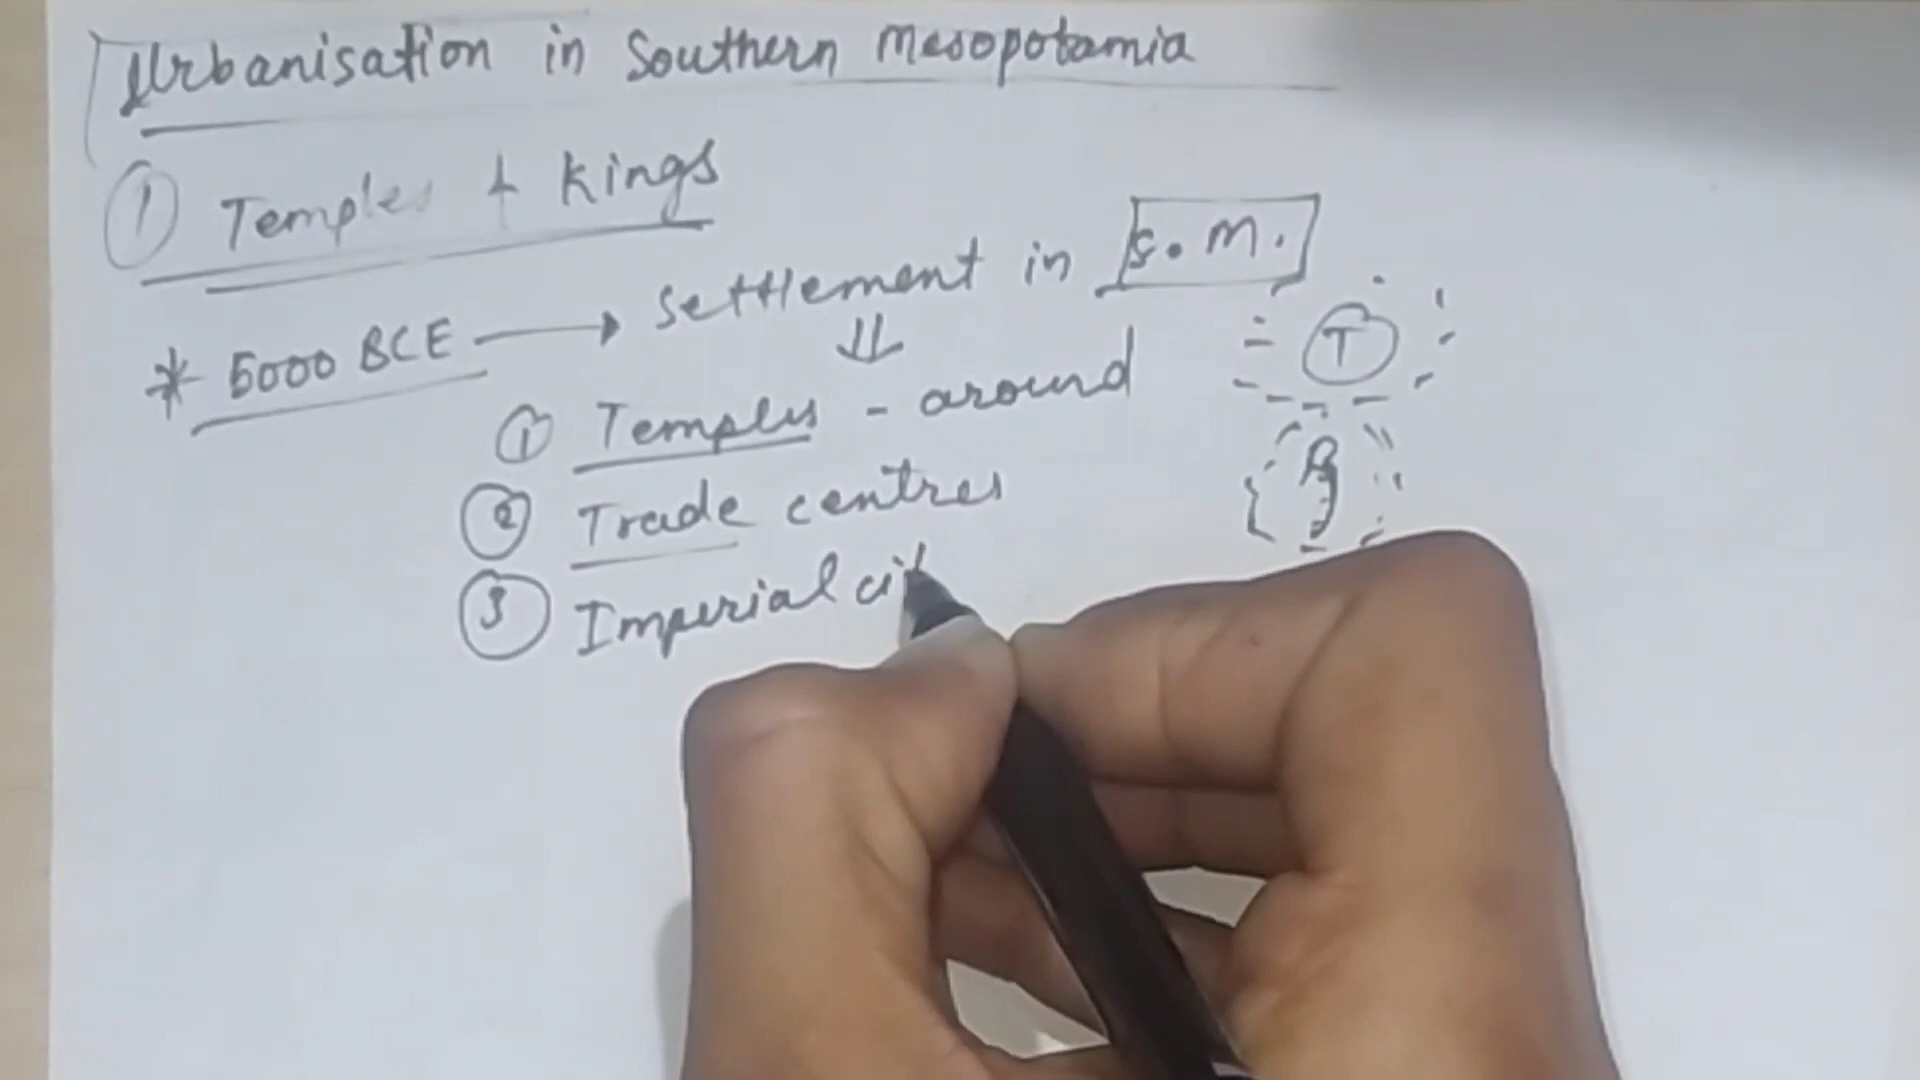 Urbanisation in Southern Mesopotamia
① Temples + Kings
* 5000 BCE → Settlement in S.M.
⇓
① Temples - around
T
② Trade centres
③ Imperial cit